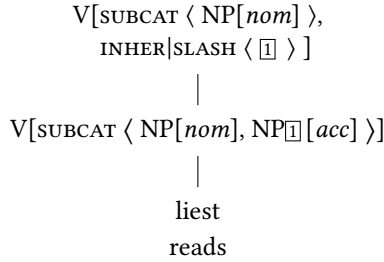 V[SUBCAT ⟨ NP[nom] ⟩,
INHER|SLASH ⟨ 1 ⟩ ]
V[SUBCAT ⟨ NP[nom], NP1[acc] ⟩]
liest
reads